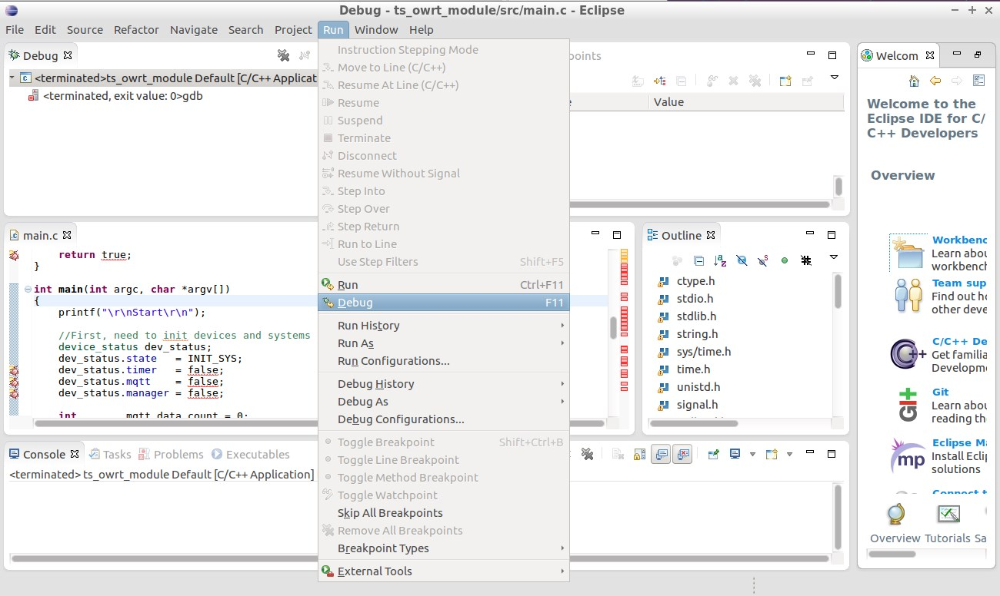 Debug - ts_owrt_module/src/main.c - Eclipse
File Edit Source Refactor Navigate Search Project Run Window Help
Debug
<terminated>ts_owrt_module Default [C/C++ Applicat
<terminated, exit value: 0>gdb
Instruction Stepping Mode
Move to Line (C/C++)
Resume At Line (C/C++)
Resume
Suspend
Terminate
Disconnect
Resume Without Signal
Step Into
Step Over
Step Return
Run to Line
Use Step Filters Shift+F5
Run Ctrl+F11
Debug F11
Run History
Run As
Run Configurations...
Debug History
Debug As
Debug Configurations...
Toggle Breakpoint Shift+Ctrl+B
Toggle Line Breakpoint
Toggle Method Breakpoint
Toggle Watchpoint
Skip All Breakpoints
Remove All Breakpoints
Breakpoint Types
External Tools
points
Value
Welcom
Welcome to the
Eclipse IDE for C/
C++ Developers
Overview
Workbenc
Learn abou
workbench
Team sup
Find out ho
other deve
C/C++ De
Get familia
Developme
Git
Learn abou
reading the
Eclipse Ma
Install Eclip
solutions
Connect t
Overview Tutorials Sa
main.c
return true;
}
int main(int argc, char *argv[])
{
printf("\r\nStart\r\n");
//First, need to init devices and systems
device_status dev_status;
dev_status.state = INIT_SYS;
dev_status.timer = false;
dev_status.mqtt = false;
dev_status.manager = false;
int mqtt_data_count = 0;
Outline
ctype.h
stdio.h
stdlib.h
string.h
sys/time.h
time.h
unistd.h
signal.h
Console Tasks Problems Executables
<terminated> ts_owrt_module Default [C/C++ Application]